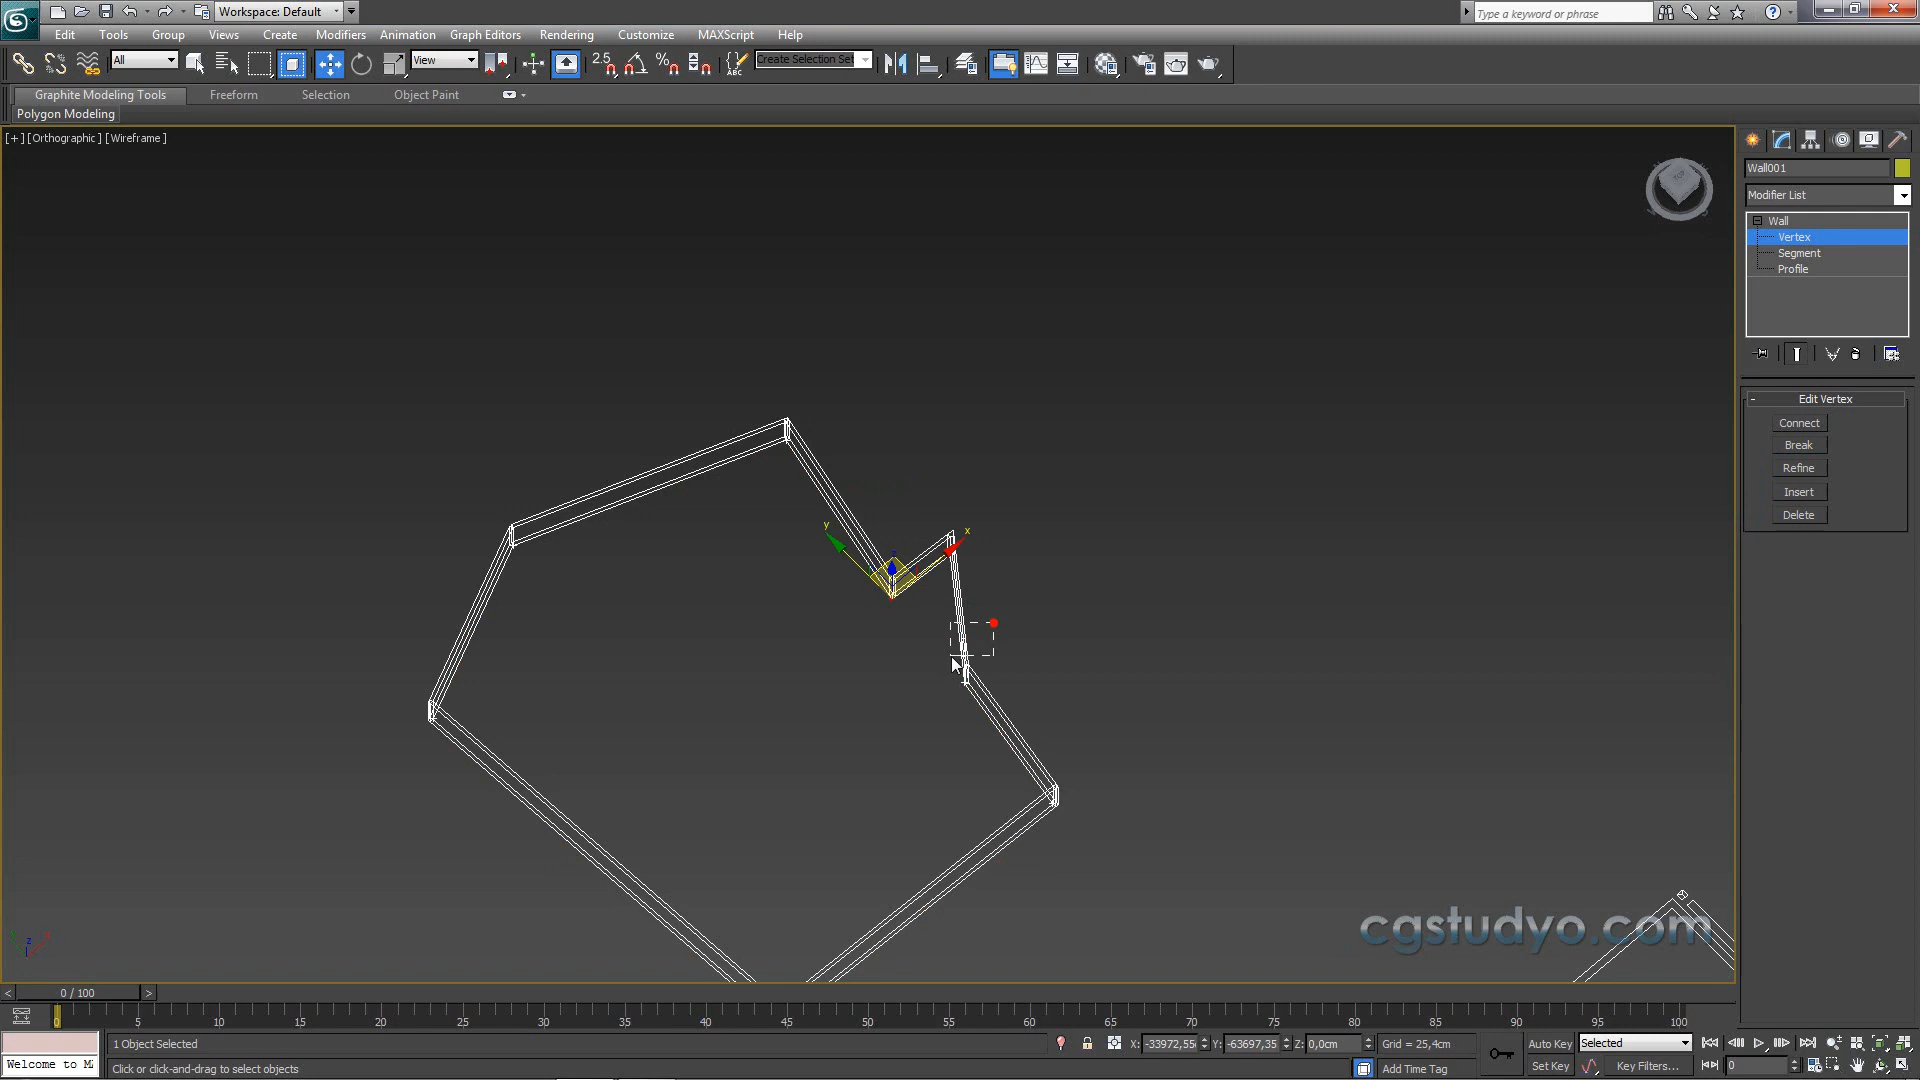 Workspace: Default
Type a keyword or phrase
Edit Tools Group Views Create Modifiers Animation Graph Editors Rendering Customize MAXScript Help
All View 2.5 Create Selection Set
Graphite Modeling Tools Freeform Selection Object Paint
Polygon Modeling
[+] [Orthographic] [Wireframe]
Wall001
Modifier List
Wall
Vertex
Segment
Profile
- Edit Vertex
Connect
Break
Refine
Insert
Delete
y x
z
cgstudyo.com
< 0 / 100 >
0 5 10 15 20 25 30 35 40 45 50 55 60 65 70 75 80 85 90 95 100
1 Object Selected X: -33972,55 Y: -63697,35 Z: 0,0cm Grid = 25,4cm Auto Key Selected
Welcome to M Click or click-and-drag to select objects Add Time Tag Set Key Key Filters... 0